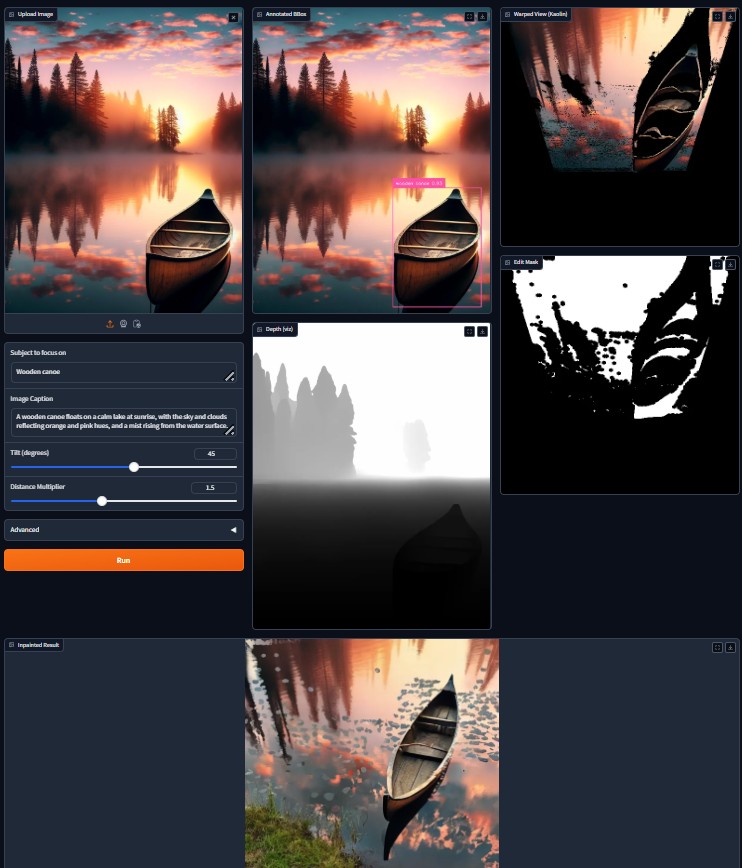 Upload Image
Annotated BBox
Warped View (Kaolin)
wooden canoe
Edit Mask
Depth (viz)
Subject to focus on
Wooden canoe
Image Caption
A wooden canoe floats on a calm lake at sunrise, with the sky and clouds
reflecting orange and pink hues, and a mist rising from the water surface.
Tilt (degrees)
45
Distance Multiplier
1.5
Advanced
Run
Inpainted Result